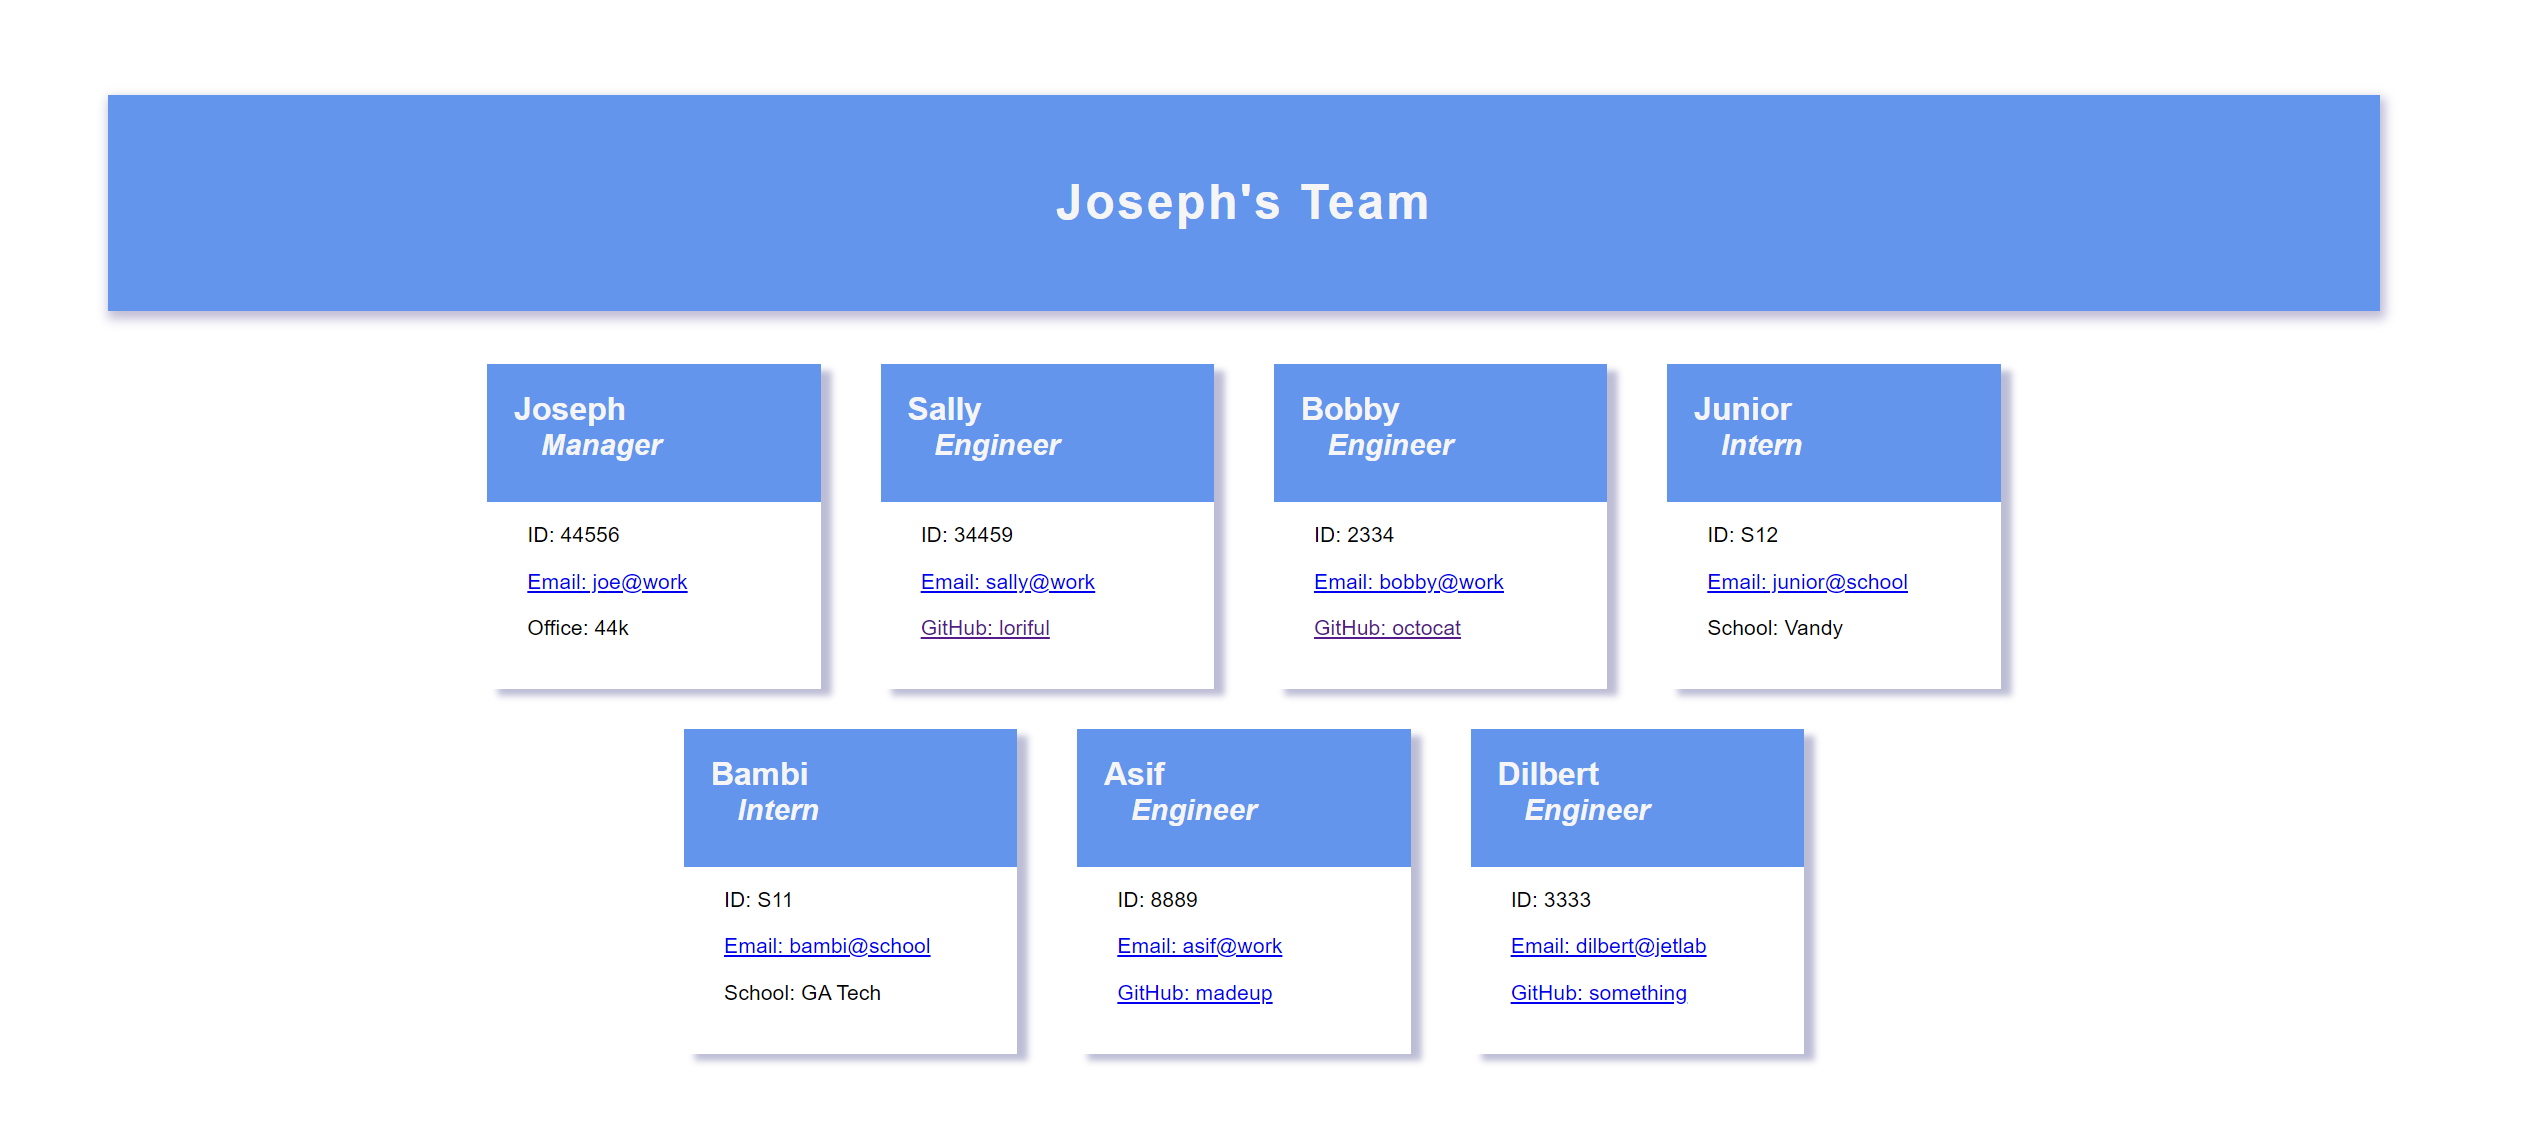 Joseph's Team
Joseph
Manager
ID: 44556
Email: joe@work
Office: 44k
Sally
Engineer
ID: 34459
Email: sally@work
GitHub: loriful
Bobby
Engineer
ID: 2334
Email: bobby@work
GitHub: octocat
Junior
Intern
ID: S12
Email: junior@school
School: Vandy
Bambi
Intern
ID: S11
Email: bambi@school
School: GA Tech
Asif
Engineer
ID: 8889
Email: asif@work
GitHub: madeup
Dilbert
Engineer
ID: 3333
Email: dilbert@jetlab
GitHub: something